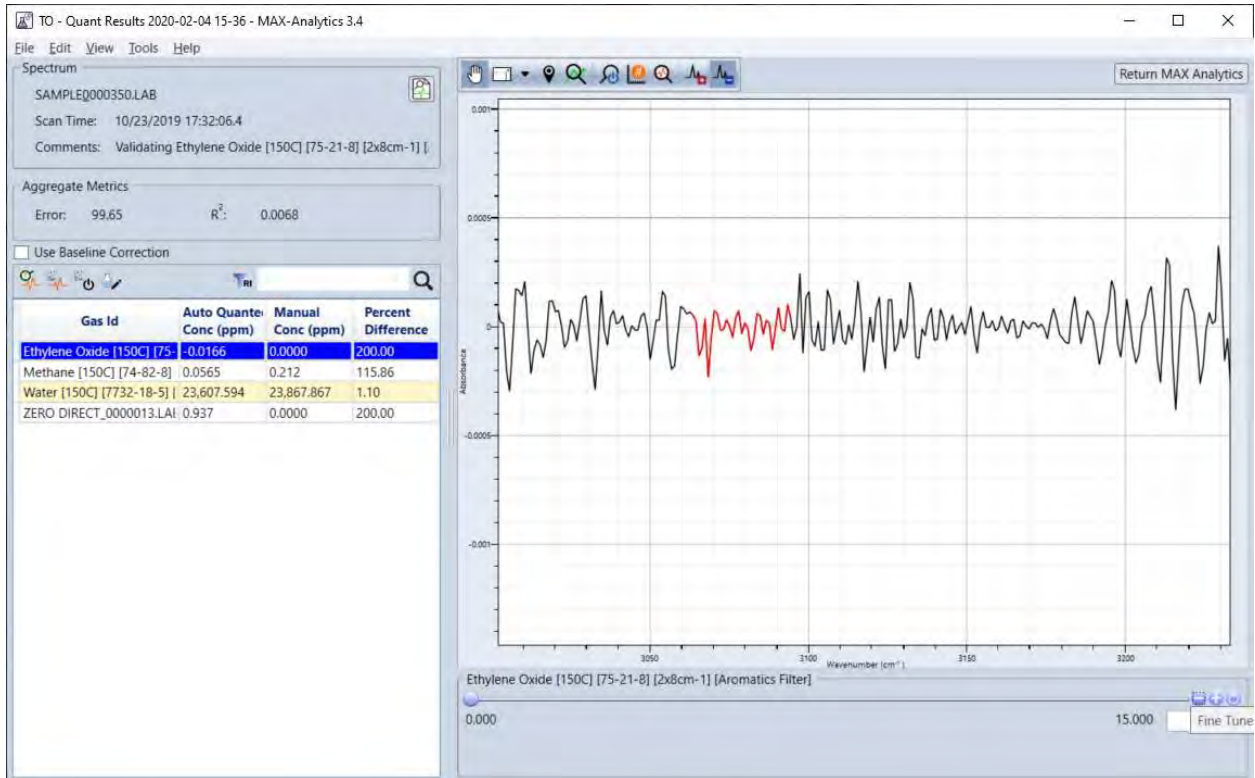 TO - Quant Results 2020-02-04 15-36 - MAX-Analytics 3.4
File Edit View Tools Help
Spectrum
SAMPLE0000350.LAB
Scan Time: 10/23/2019 17:32:06.4
Comments: Validating Ethylene Oxide [150C] [75-21-8] [2x8cm-1] [
Aggregate Metrics
Error: 99.65 R²: 0.0068
Use Baseline Correction
RI
Gas Id Auto Quante Conc (ppm) Manual Conc (ppm) Percent Difference
Ethylene Oxide [150C] [75- -0.0166 0.0000 200.00
Methane [150C] [74-82-8] 0.0565 0.212 115.86
Water [150C] [7732-18-5] [ 23,607.594 23,867.867 1.10
ZERO DIRECT_0000013.LAI 0.937 0.0000 200.00
Return MAX Analytics
0.001
0.0005
0
-0.0005
-0.001
Absorbance
3050 3100 3150 3200
Wavenumber (cm⁻¹)
Ethylene Oxide [150C] [75-21-8] [2x8cm-1] [Aromatics Filter]
0.000 15.000
Fine Tune